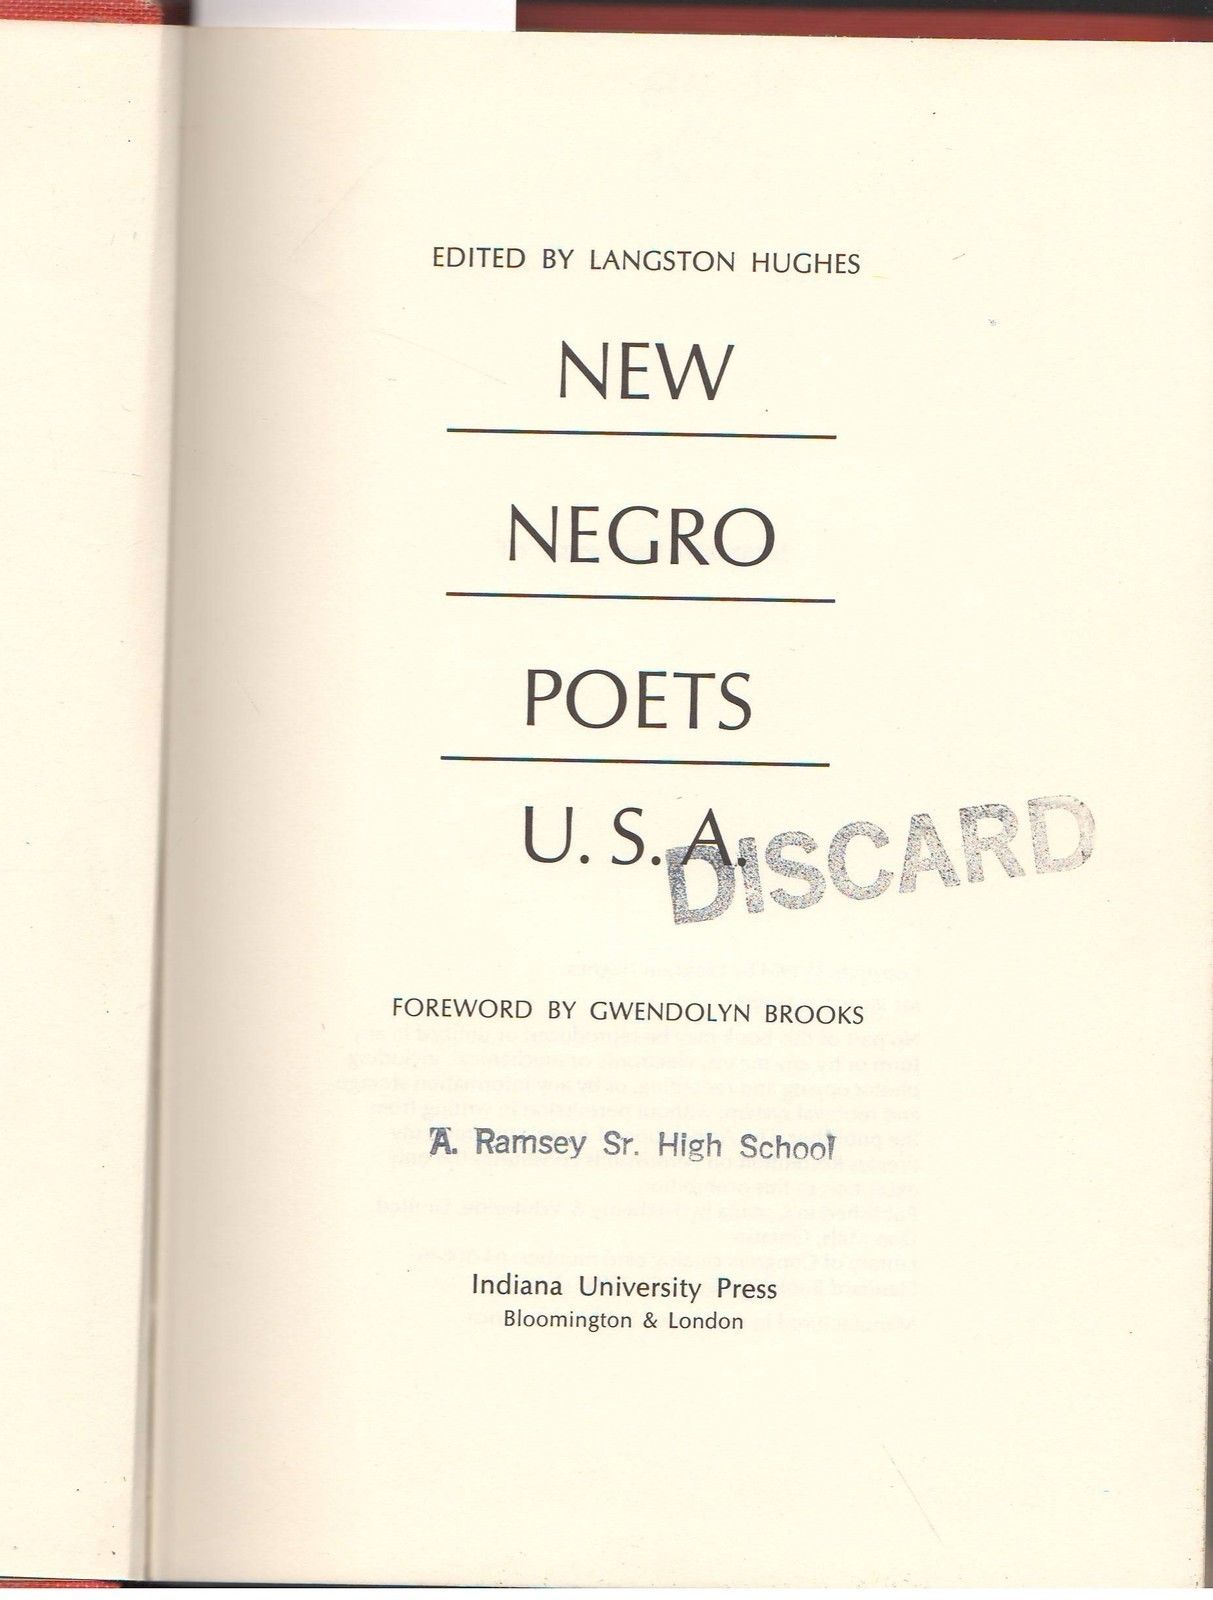 EDITED BY LANGSTON HUGHES
NEW
NEGRO
POETS
U. S. A.
DISCARD
FOREWORD BY GWENDOLYN BROOKS
A. Ramsey Sr. High School
Indiana University Press
Bloomington & London